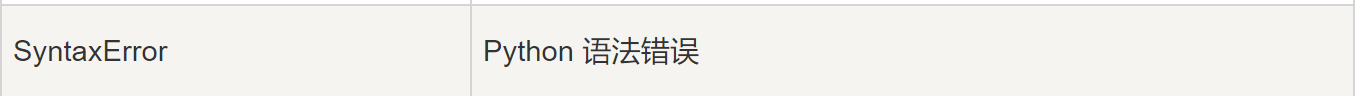 SyntaxError
Python 语法错误